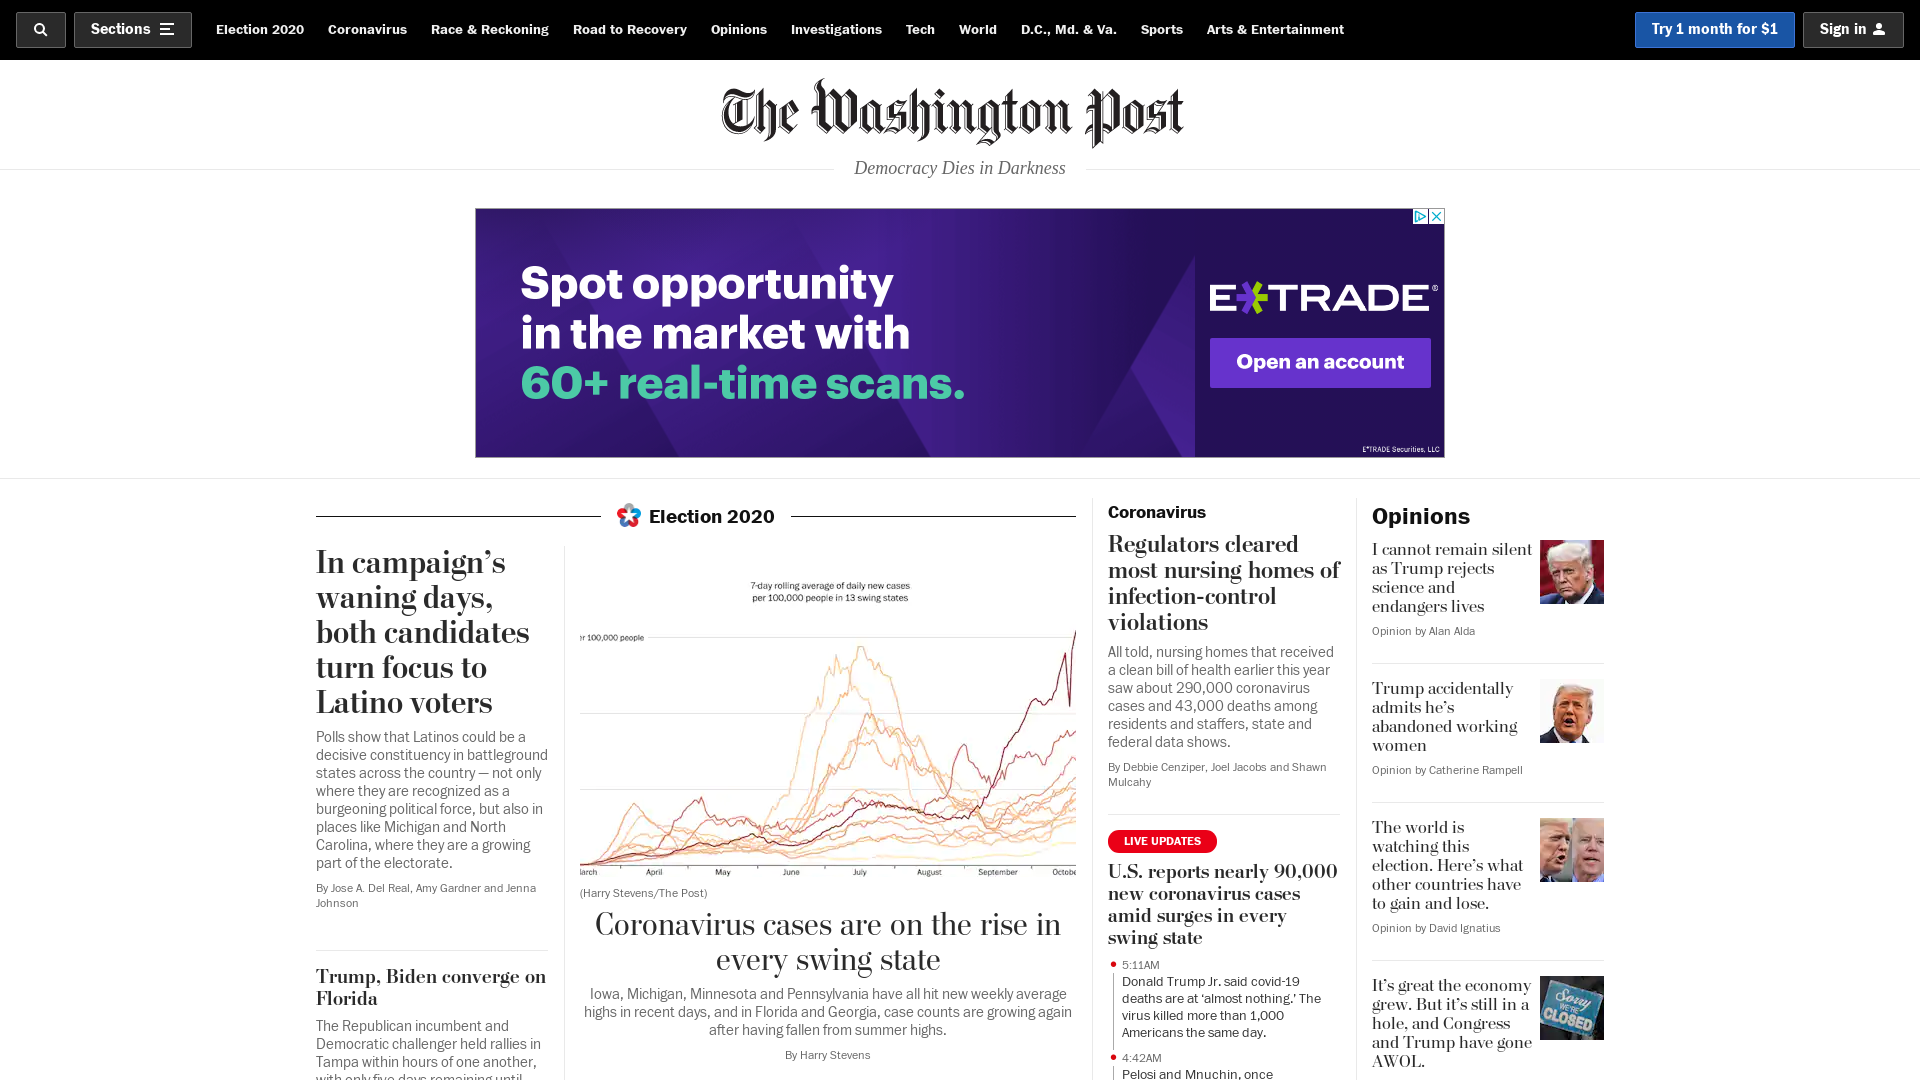 Sections
Election 2020
Coronavirus
Race & Reckoning
Road to Recovery
Opinions
Investigations
Tech
World
D.C., Md. & Va.
Sports
Arts & Entertainment
Try 1 month for $1
Sign in
The Washington Post
Democracy Dies in Darkness
Spot opportunity
in the market with
60+ real-time scans.
E*TRADE®
Open an account
E*TRADE Securities, LLC
Election 2020
In campaign's
waning days,
both candidates
turn focus to
Latino voters
Polls show that Latinos could be a
decisive constituency in battleground
states across the country — not only
where they are recognized as a
burgeoning political force, but also in
places like Michigan and North
Carolina, where they are a growing
part of the electorate.
By Jose A. Del Real, Amy Gardner and Jenna
Johnson
Trump, Biden converge on
Florida
The Republican incumbent and
Democratic challenger held rallies in
Tampa within hours of one another,
with only five days remaining until
7-day rolling average of daily new cases
per 100,000 people in 13 swing states
er 100,000 people
larch
April
May
June
July
August
September
Octobe
(Harry Stevens/The Post)
Coronavirus cases are on the rise in
every swing state
Iowa, Michigan, Minnesota and Pennsylvania have all hit new weekly average
highs in recent days, and in Florida and Georgia, case counts are growing again
after having fallen from summer highs.
By Harry Stevens
Coronavirus
Regulators cleared
most nursing homes of
infection-control
violations
All told, nursing homes that received
a clean bill of health earlier this year
saw about 290,000 coronavirus
cases and 43,000 deaths among
residents and staffers, state and
federal data shows.
By Debbie Cenziper, Joel Jacobs and Shawn
Mulcahy
LIVE UPDATES
U.S. reports nearly 90,000
new coronavirus cases
amid surges in every
swing state
5:11AM
Donald Trump Jr. said covid-19
deaths are at ‘almost nothing.’ The
virus killed more than 1,000
Americans the same day.
4:42AM
Pelosi and Mnuchin, once
Opinions
I cannot remain silent
as Trump rejects
science and
endangers lives
Opinion by Alan Alda
Trump accidentally
admits he's
abandoned working
women
Opinion by Catherine Rampell
The world is
watching this
election. Here's what
other countries have
to gain and lose.
Opinion by David Ignatius
It's great the economy
grew. But it's still in a
hole, and Congress
and Trump have gone
AWOL.
Sorry
WE'RE
CLOSED